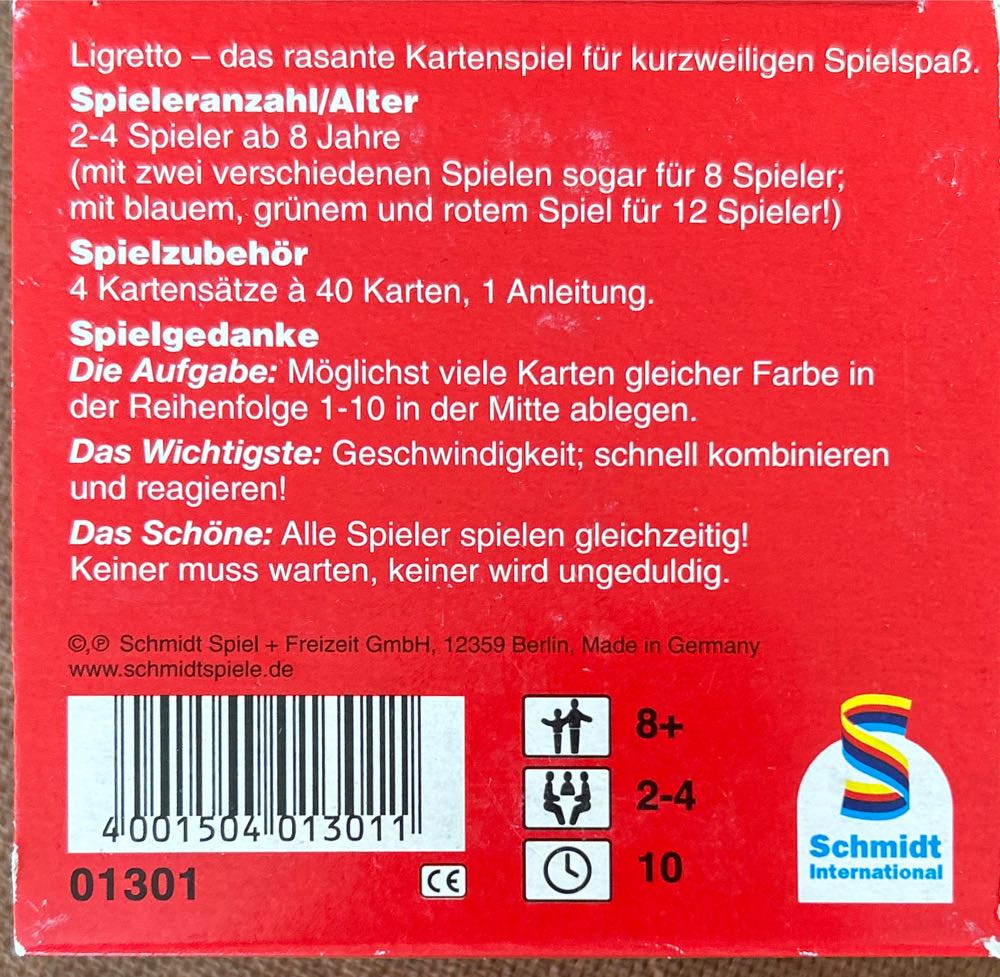 Ligretto – das rasante Kartenspiel für kurzweiligen Spielspaß.
Spieleranzahl/Alter
2-4 Spieler ab 8 Jahre
(mit zwei verschiedenen Spielen sogar für 8 Spieler;
mit blauem, grünem und rotem Spiel für 12 Spieler!)
Spielzubehör
4 Kartensätze à 40 Karten, 1 Anleitung.
Spielgedanke
Die Aufgabe: Möglichst viele Karten gleicher Farbe in
der Reihenfolge 1-10 in der Mitte ablegen.
Das Wichtigste: Geschwindigkeit; schnell kombinieren
und reagieren!
Das Schöne: Alle Spieler spielen gleichzeitig!
Keiner muss warten, keiner wird ungeduldig.
©,℗ Schmidt Spiel + Freizeit GmbH, 12359 Berlin, Made in Germany
www.schmidtspiele.de
4 001504 013011
01301
CE
8+
2-4
10
Schmidt
International